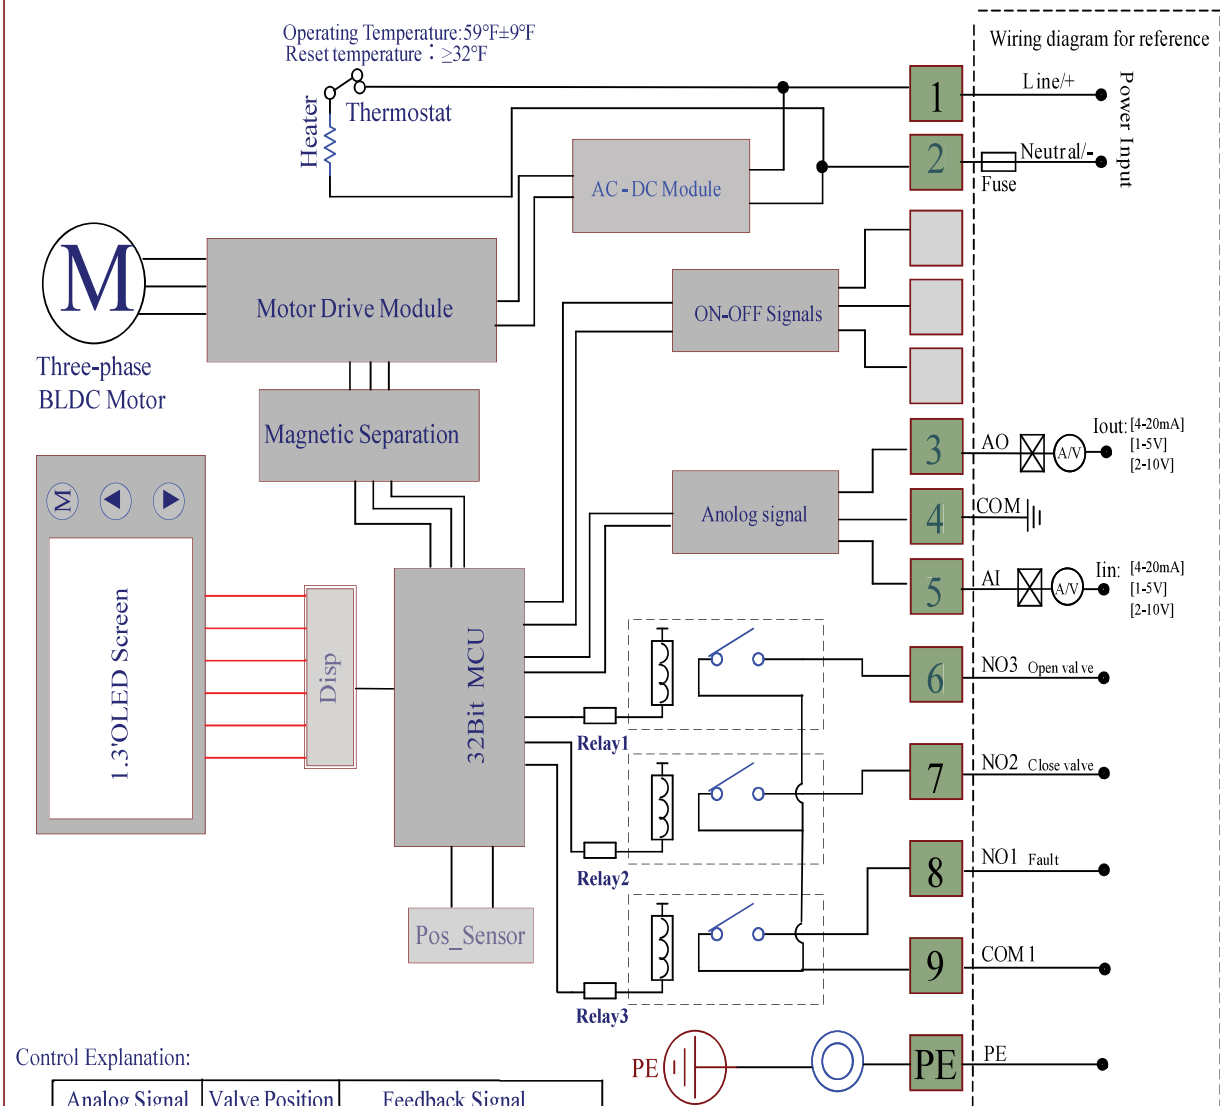 Operating Temperature:59°F±9°F
Reset temperature：≥32°F
Wiring diagram for reference
Thermostat
Heater
1
Line/+
Power Input
2
Neutral/-
Fuse
AC-DC Module
M
Three-phase
BLDC Motor
Motor Drive Module
ON-OFF Signals
Magnetic Separation
3
AO
A/V
Iout: [4-20mA]
[1-5V]
[2-10V]
Anolog signal
4
COM
5
AI
A/V
Iin: [4-20mA]
[1-5V]
[2-10V]
M
1.3'OLED Screen
Disp
32Bit MCU
Relay1
6
NO3 Open valve
Relay2
7
NO2 Close valve
8
NO1 Fault
Pos_Sensor
Relay3
9
COM1
Control Explanation:
PE
PE
PE
Analog Signal
Valve Position
Feedback Signal